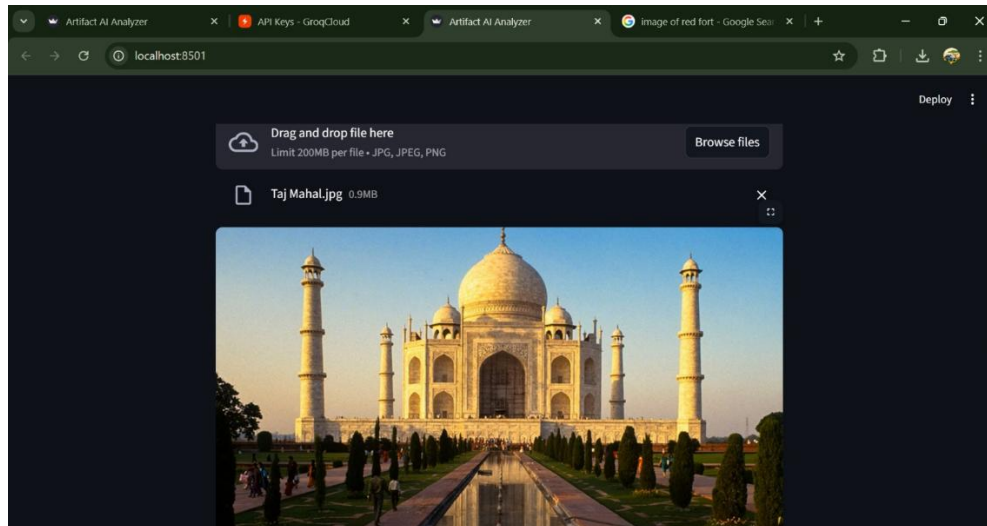 Artifact AI Analyzer
API Keys - GroqCloud
Artifact AI Analyzer
image of red fort - Google Sear
localhost:8501
Deploy
Drag and drop file here
Limit 200MB per file • JPG, JPEG, PNG
Browse files
Taj Mahal.jpg 0.9MB